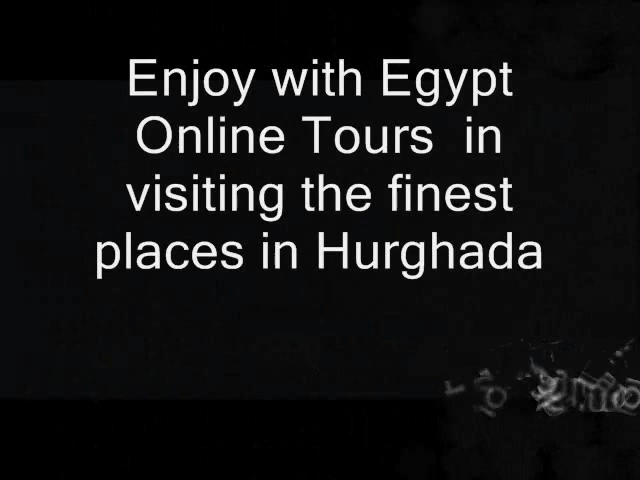 Enjoy with Egypt
Online Tours  in
visiting the finest
places in Hurghada